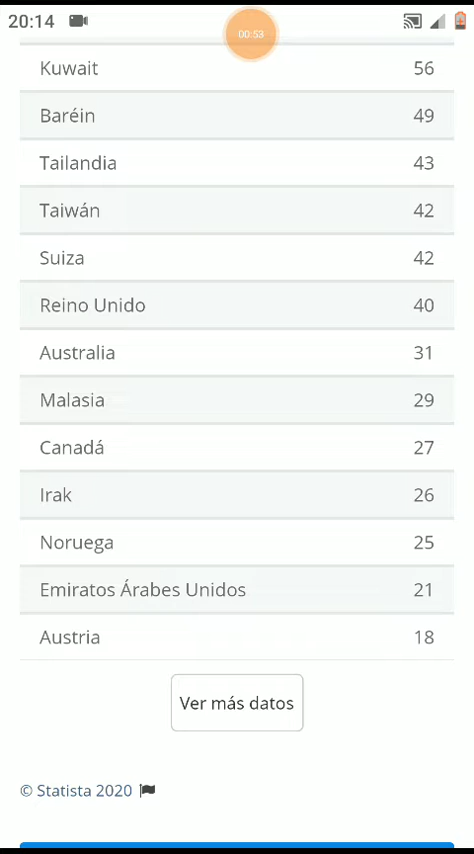 20:14
00:53
Kuwait 56
Baréin 49
Tailandia 43
Taiwán 42
Suiza 42
Reino Unido 40
Australia 31
Malasia 29
Canadá 27
Irak 26
Noruega 25
Emiratos Árabes Unidos 21
Austria 18
Ver más datos
© Statista 2020